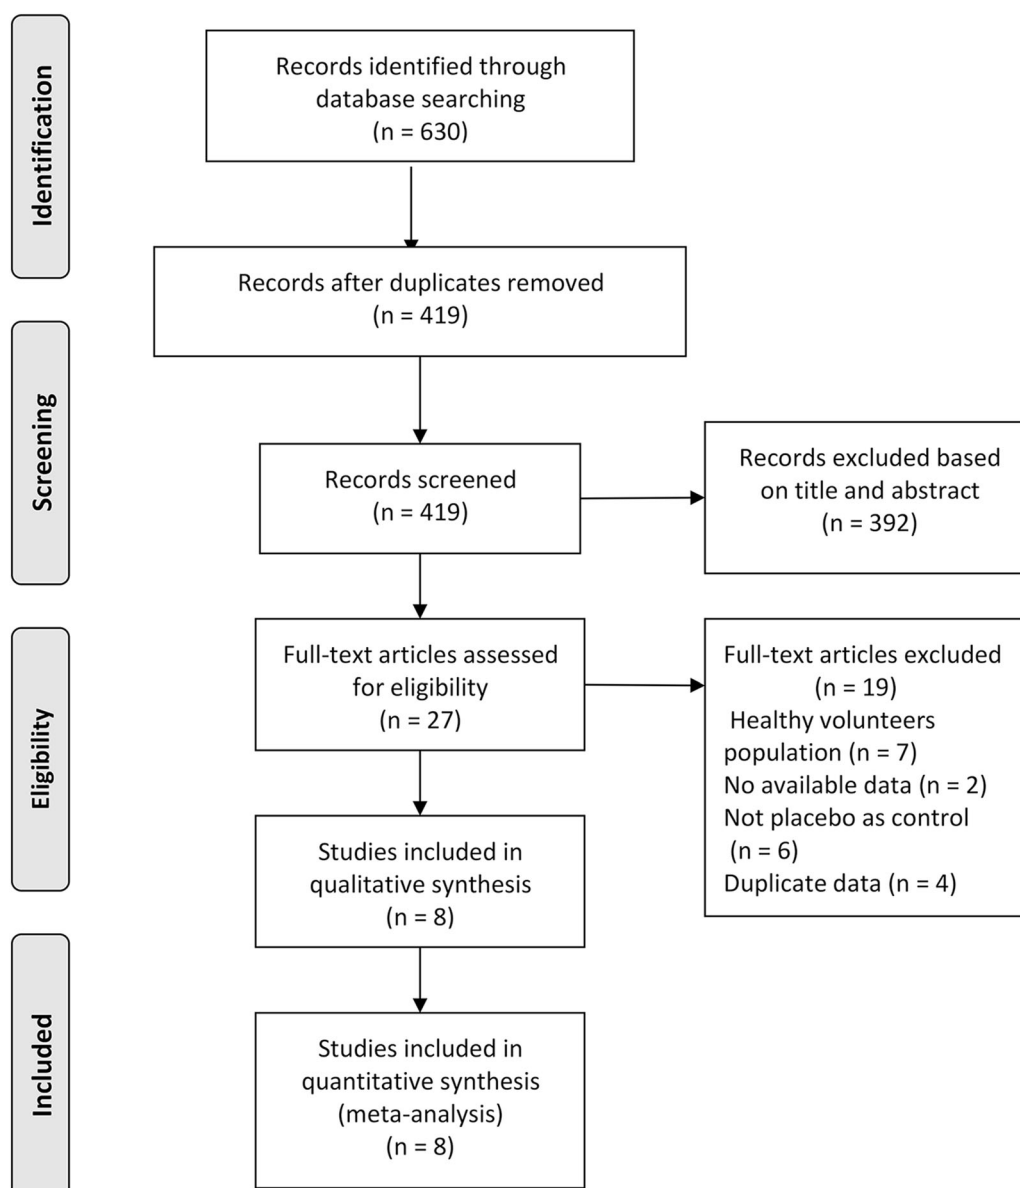 Identification
Records identified through
database searching
(n = 630)
Records after duplicates removed
(n = 419)
Screening
Records screened
(n = 419)
Records excluded based
on title and abstract
(n = 392)
Eligibility
Full-text articles assessed
for eligibility
(n = 27)
Full-text articles excluded
(n = 19)
Healthy volunteers
population (n = 7)
No available data (n = 2)
Not placebo as control
(n = 6)
Duplicate data (n = 4)
Studies included in
qualitative synthesis
(n = 8)
Included
Studies included in
quantitative synthesis
(meta-analysis)
(n = 8)